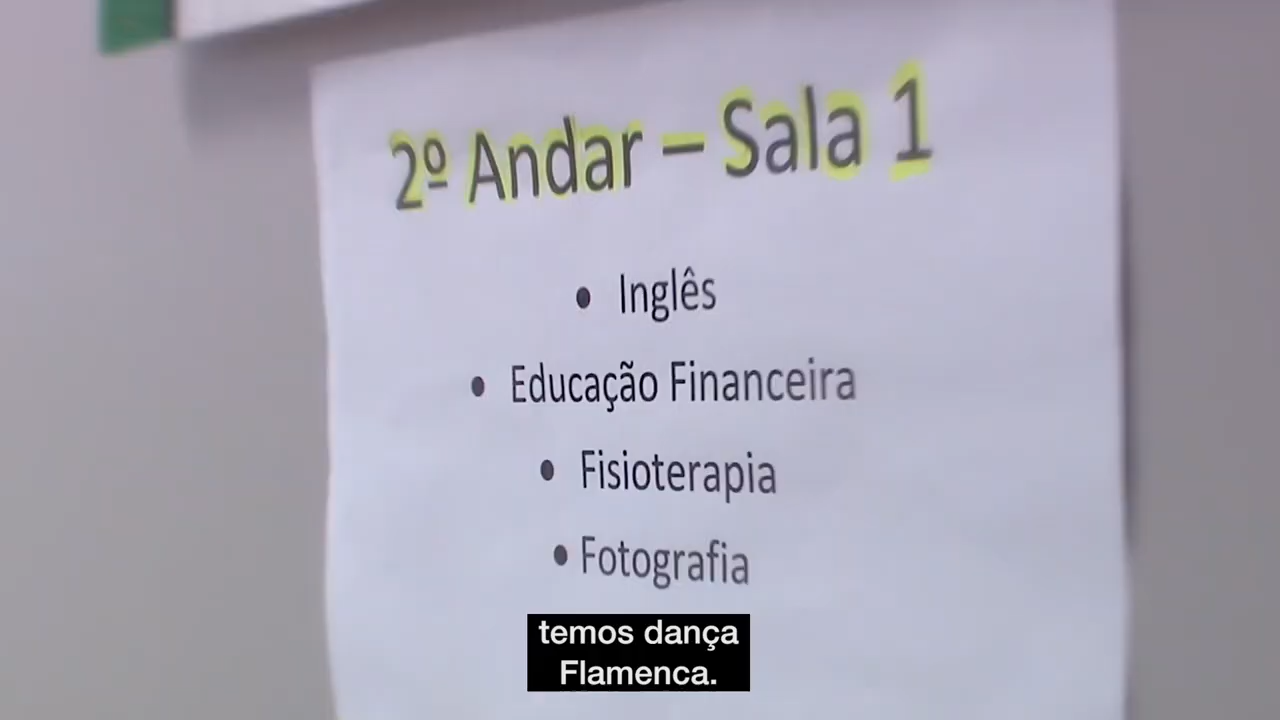 2º Andar – Sala 1
• Inglês
• Educação Financeira
• Fisioterapia
• Fotografia
temos dança
Flamenca.